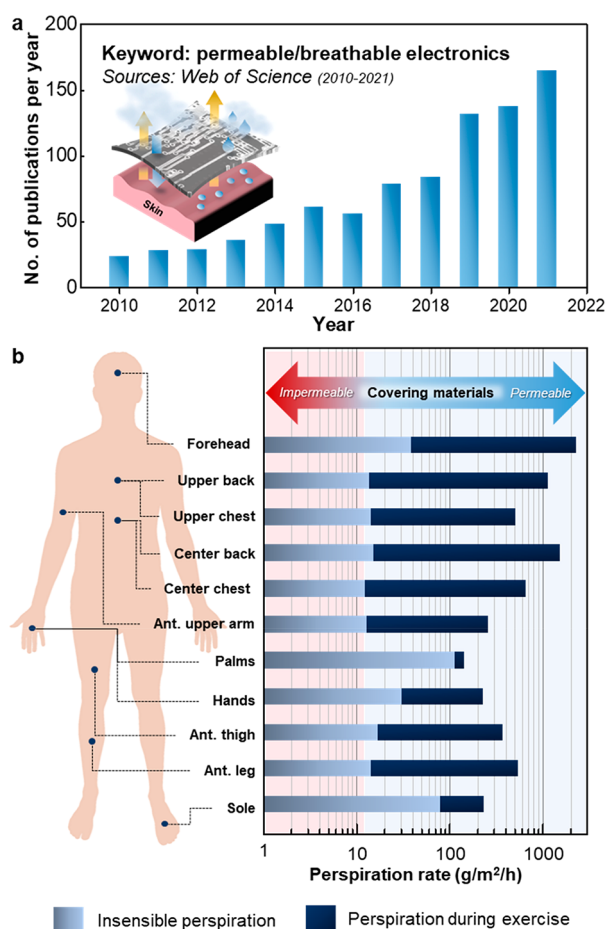 a
No. of publications per year
200
150
100
50
0
Keyword: permeable/breathable electronics
Sources: Web of Science (2010-2021)
Skin
2010 2012 2014 2016 2018 2020 2022
Year
b
Impermeable Covering materials Permeable
Forehead
Upper back
Upper chest
Center back
Center chest
Ant. upper arm
Palms
Hands
Ant. thigh
Ant. leg
Sole
1 10 100 1000
Perspiration rate (g/m²/h)
Insensible perspiration Perspiration during exercise